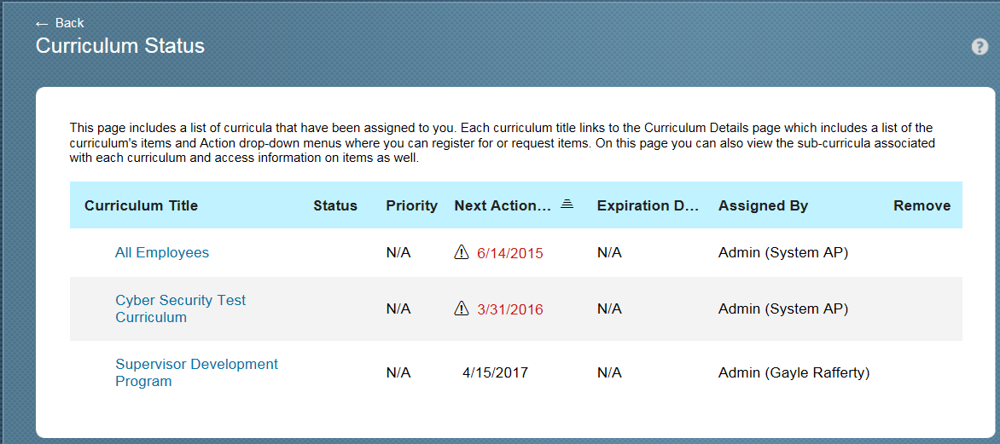 ← Back
Curriculum Status
?
This page includes a list of curricula that have been assigned to you. Each curriculum title links to the Curriculum Details page which includes a list of the
curriculum's items and Action drop-down menus where you can register for or request items. On this page you can also view the sub-curricula associated
with each curriculum and access information on items as well.
Curriculum Title Status Priority Next Action... Expiration D... Assigned By Remove
All Employees N/A 6/14/2015 N/A Admin (System AP)
Cyber Security Test
Curriculum N/A 3/31/2016 N/A Admin (System AP)
Supervisor Development
Program N/A 4/15/2017 N/A Admin (Gayle Rafferty)